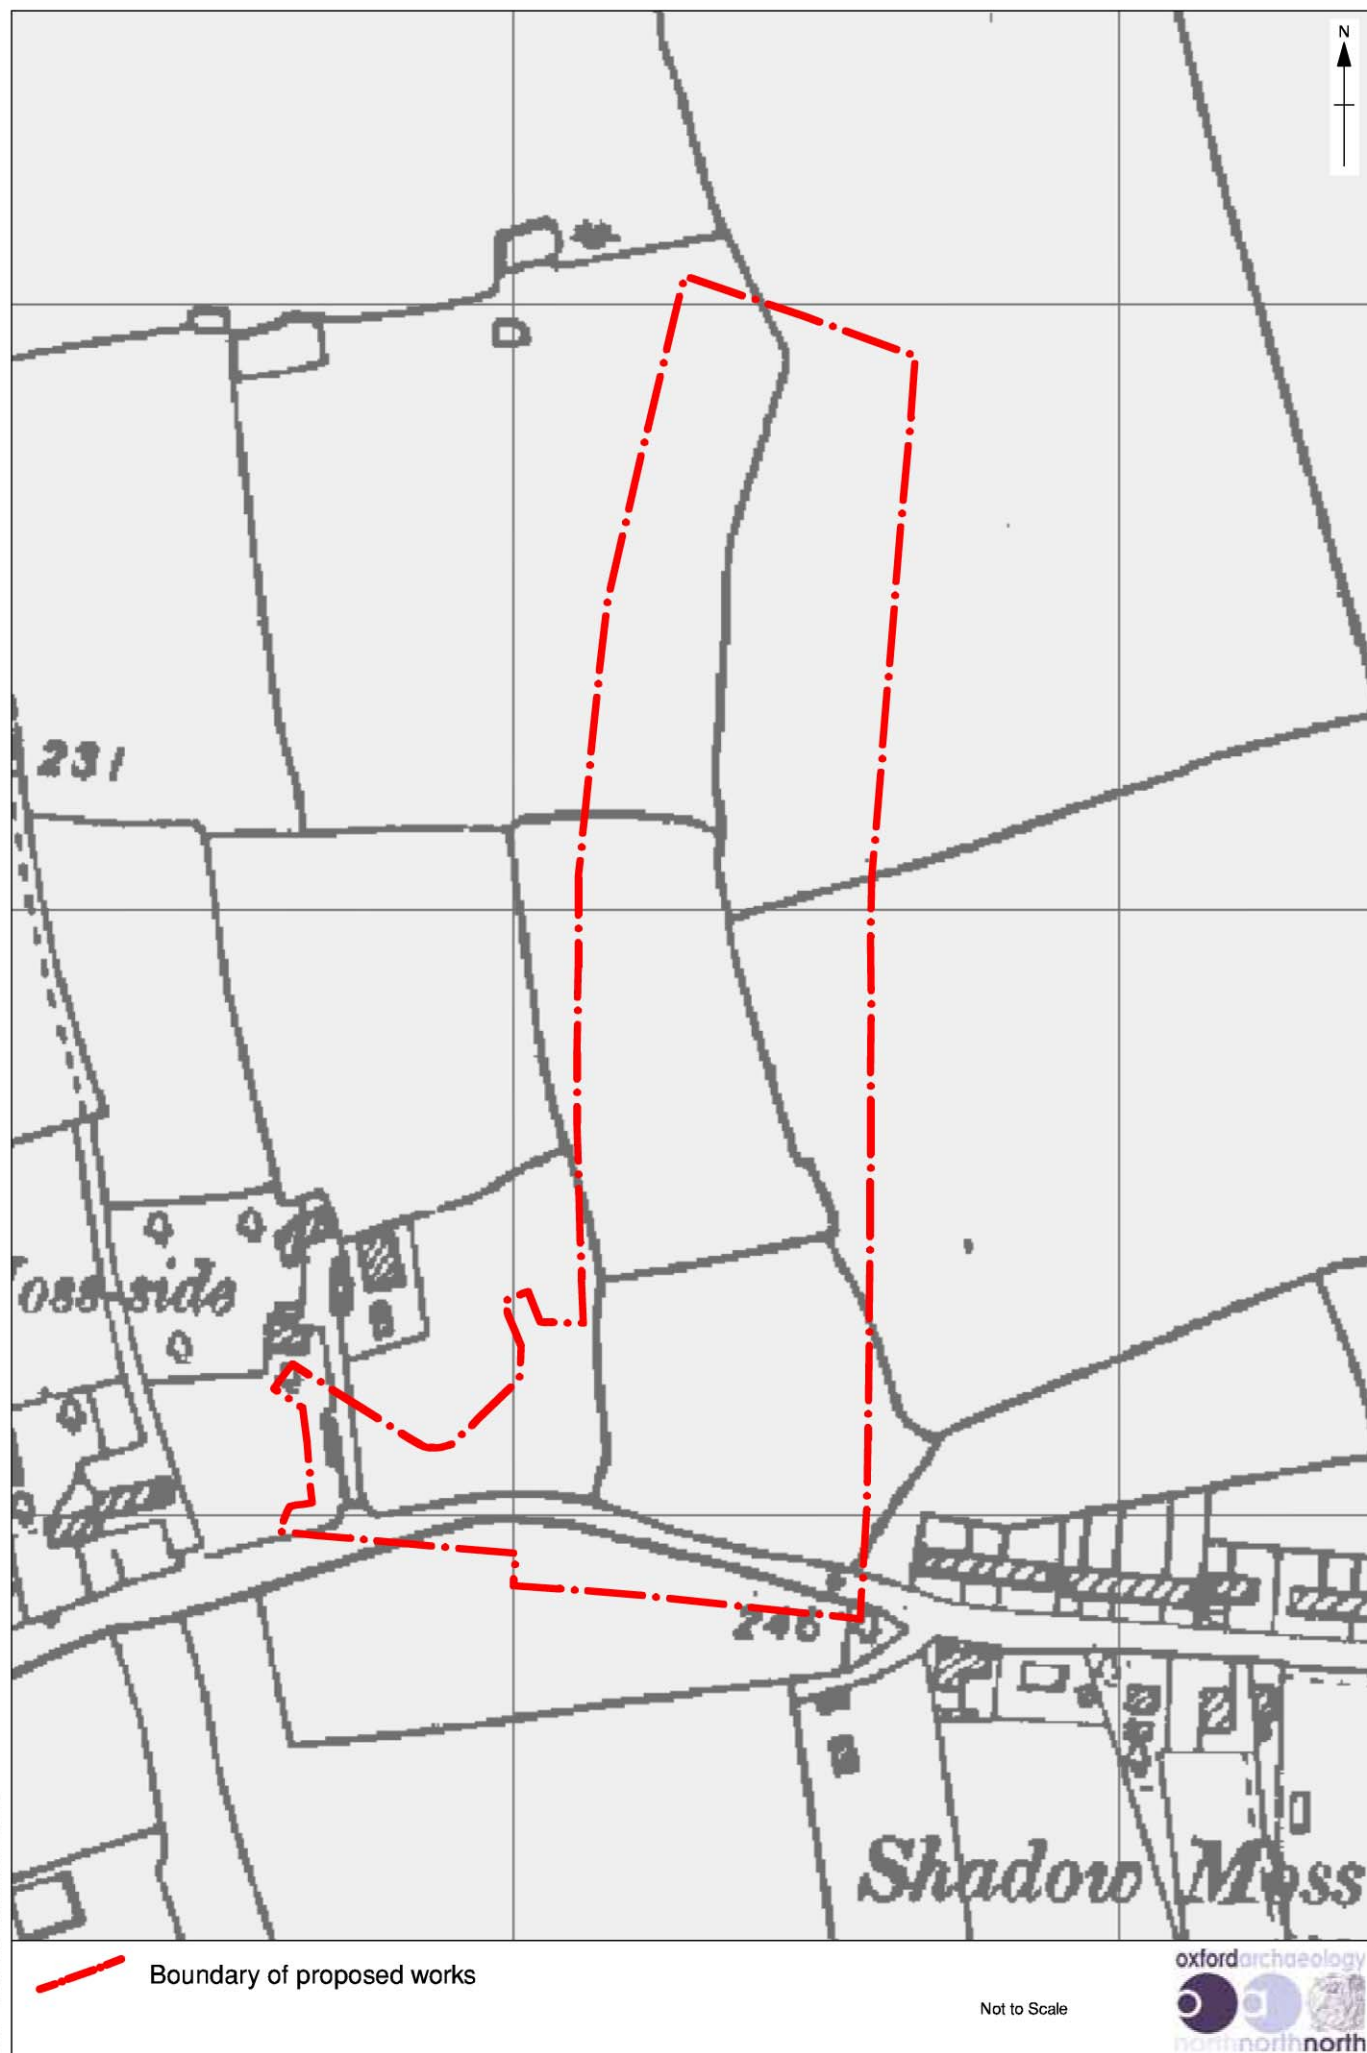 N
231
oss-side
246
Shadow Moss
Boundary of proposed works
Not to Scale
oxfordarchaeology
northnorthnorth